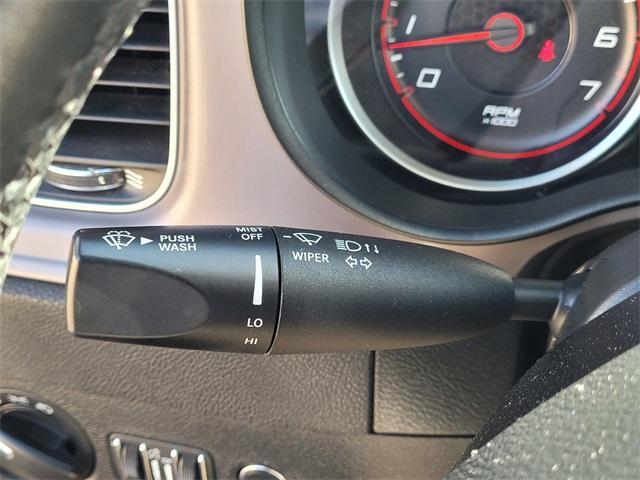 1
0
6
7
RPM
x1000
PUSH
WASH
MIST
OFF
LO
HI
WIPER